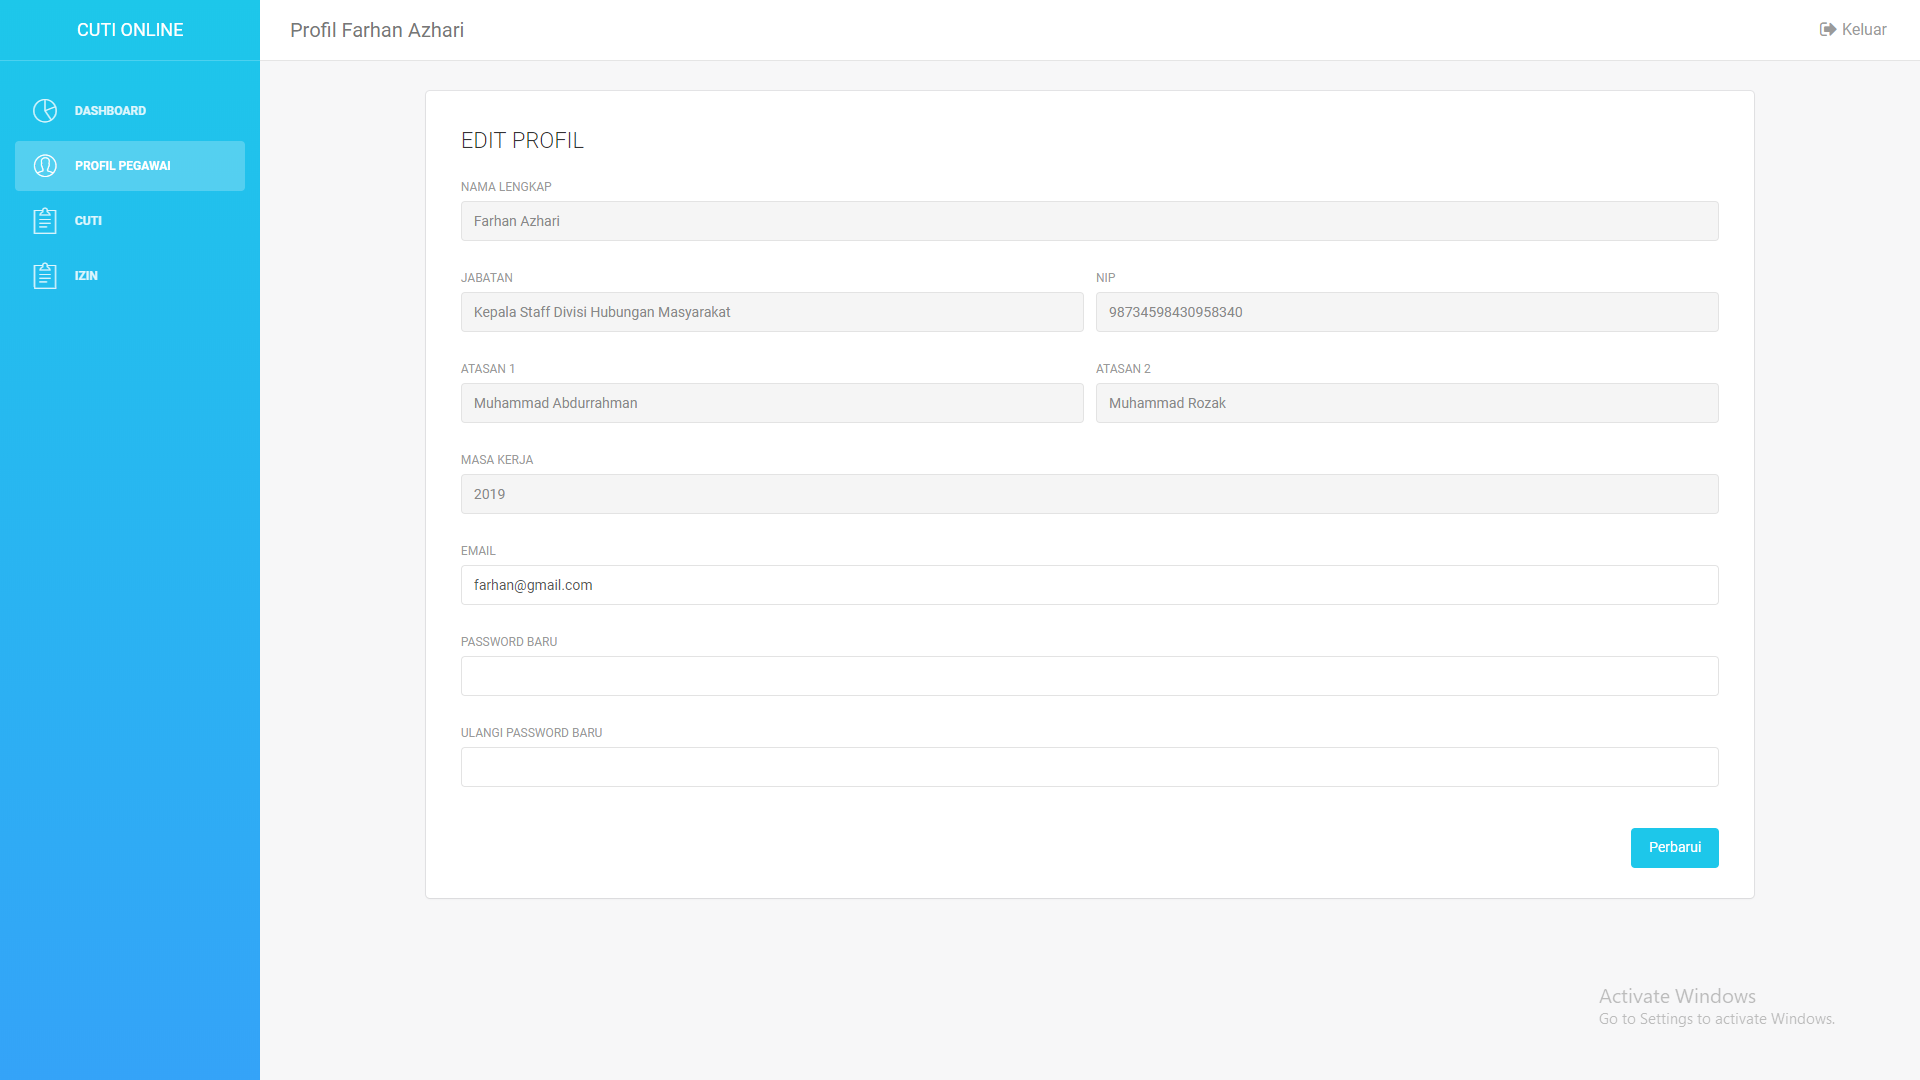 CUTI ONLINE
Profil Farhan Azhari
Keluar
DASHBOARD
PROFIL PEGAWAI
CUTI
IZIN
EDIT PROFIL
NAMA LENGKAP
Farhan Azhari
JABATAN
NIP
Kepala Staff Divisi Hubungan Masyarakat
98734598430958340
ATASAN 1
ATASAN 2
Muhammad Abdurrahman
Muhammad Rozak
MASA KERJA
2019
EMAIL
farhan@gmail.com
PASSWORD BARU
ULANGI PASSWORD BARU
Perbarui
Activate Windows
Go to Settings to activate Windows.